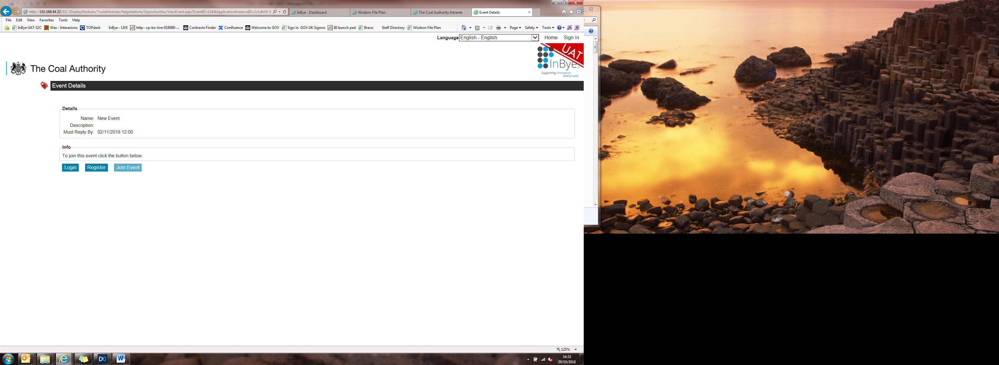 http://192.168.44.22/S2C/DisplayModules/TradeModules/Negotiations/Opportunities/ViewEvent.aspx?EventID=124&ApplicationInstanceID=2c1dfc0f-5
InBye - Dashboard
Wisdom File Plan
The Coal Authority Intranet
Event Details
File Edit View Favorites Tools Help
InBye UAT S2C Wax - Interaxions TOPdesk InBye - LIVE http--cp-bo-live-018080-... Contracts Finder Confluence Welcome to GOV Sign in GOV.UK Signon BI launch pad Bravo Staff Directory Wisdom File Plan Page Safety Tools
Language English - English Home Sign In
UAT
InBye.
Supporting innovation
and growth.
The Coal Authority
Event Details
Details
Name: New Event
Description:
Must Reply By: 02/11/2018 12:00
Info
To join this event click the button below.
Login Register Join Event
125%
16:32
29/10/2018